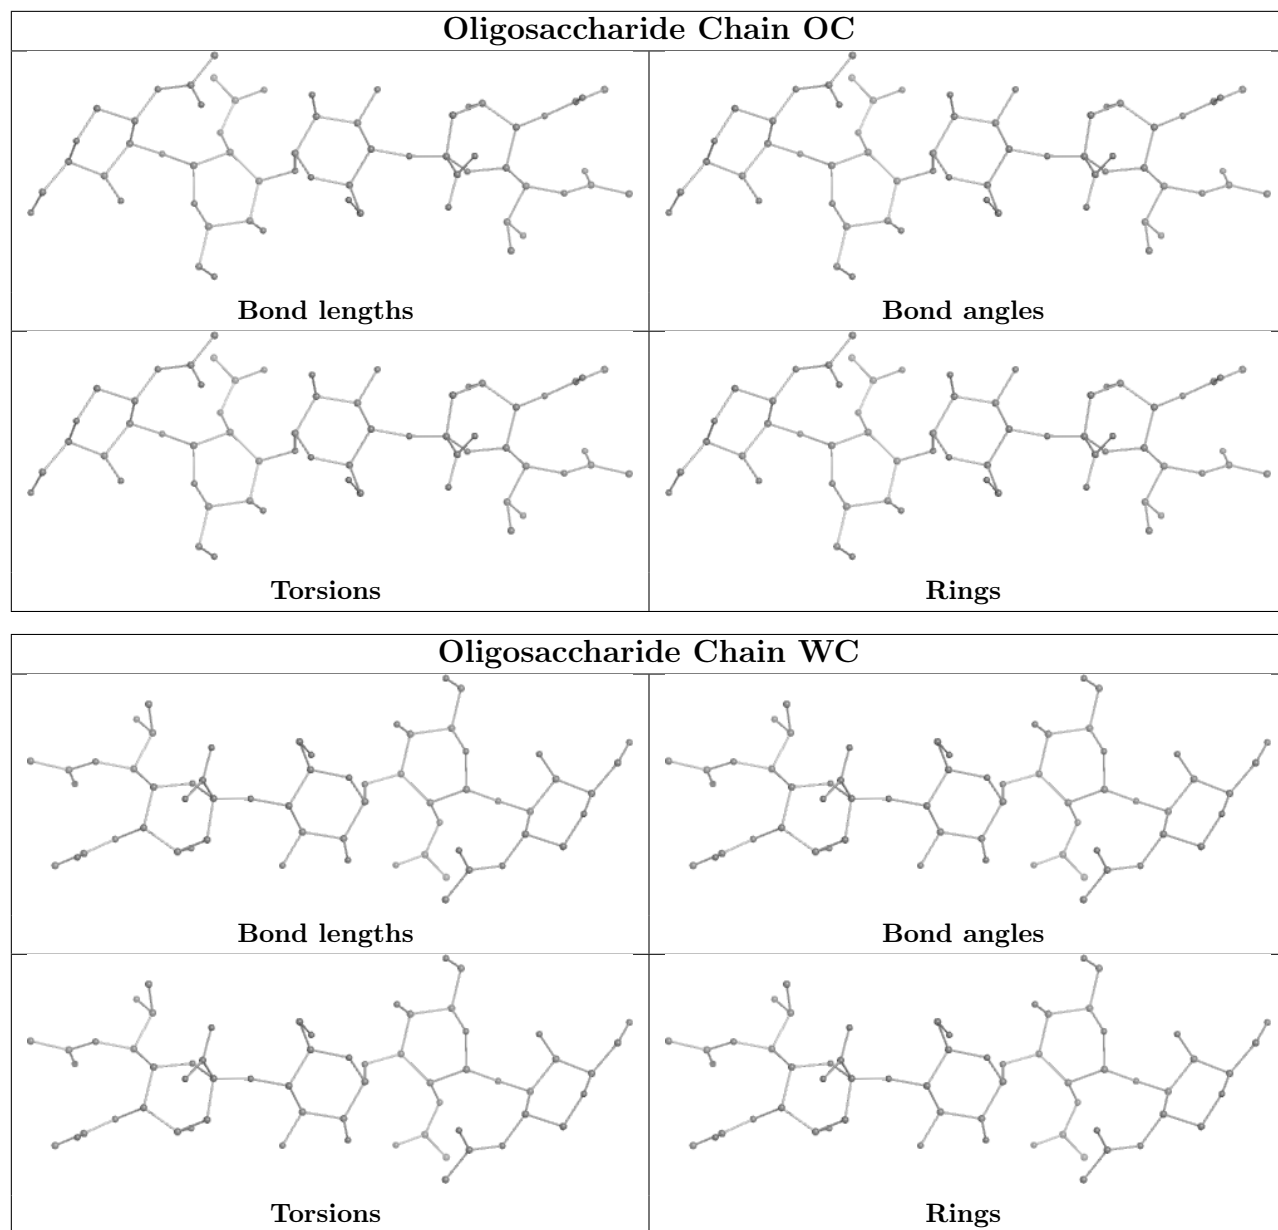 Oligosaccharide Chain OC
Bond lengths
Bond angles
Torsions
Rings
Oligosaccharide Chain WC
Bond lengths
Bond angles
Torsions
Rings